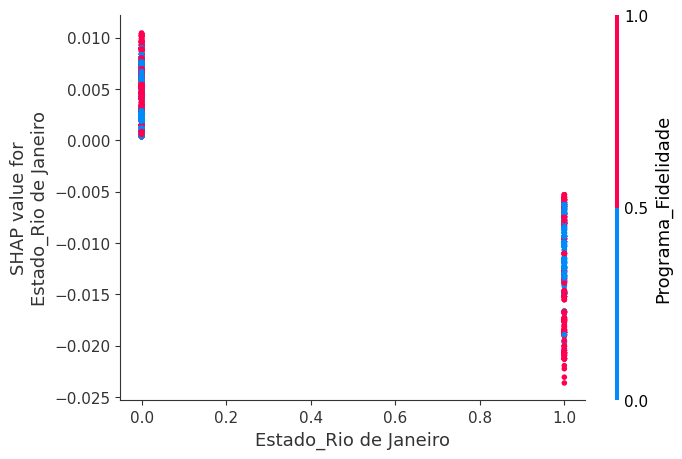 0.010
0.005
0.000
−0.005
−0.010
−0.015
−0.020
−0.025
SHAP value for
Estado_Rio de Janeiro
0.0 0.2 0.4 0.6 0.8 1.0
Estado_Rio de Janeiro
1.0
0.5
0.0
Programa_Fidelidade